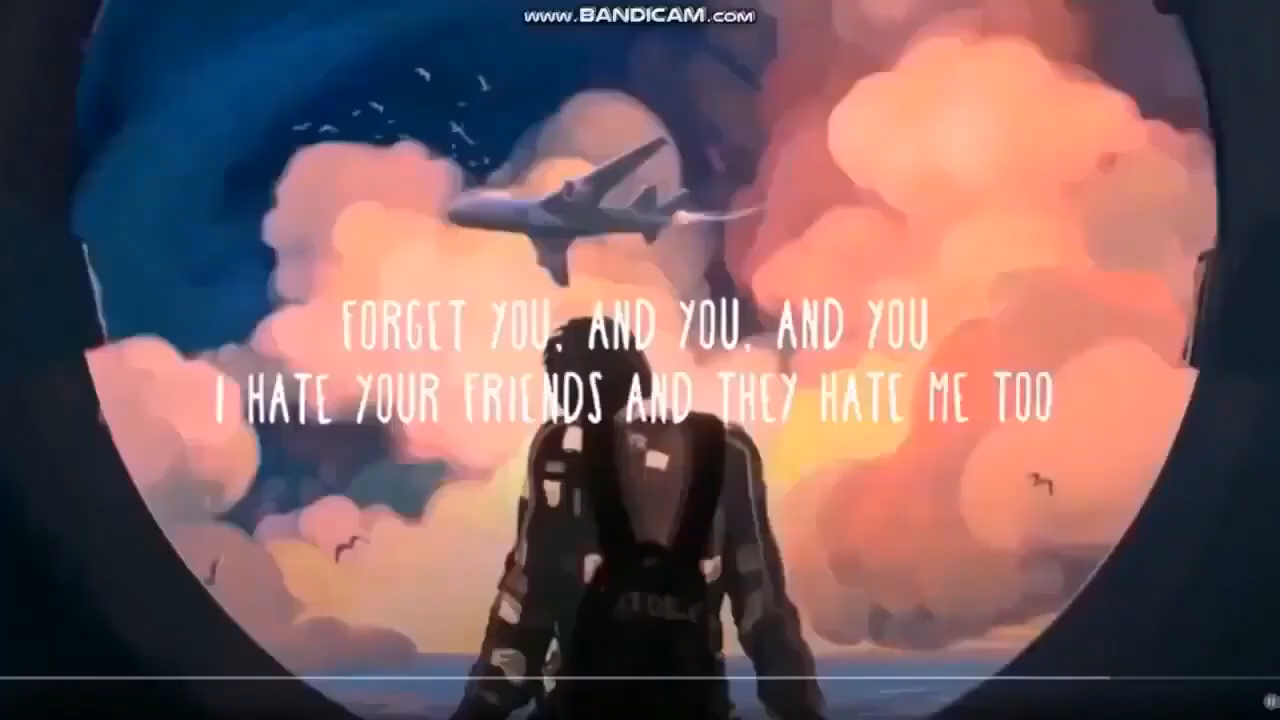 www.BANDICAM.com
FORGET YOU, AND YOU, AND YOU
I HATE YOUR FRIENDS AND THEY HATE ME TOO